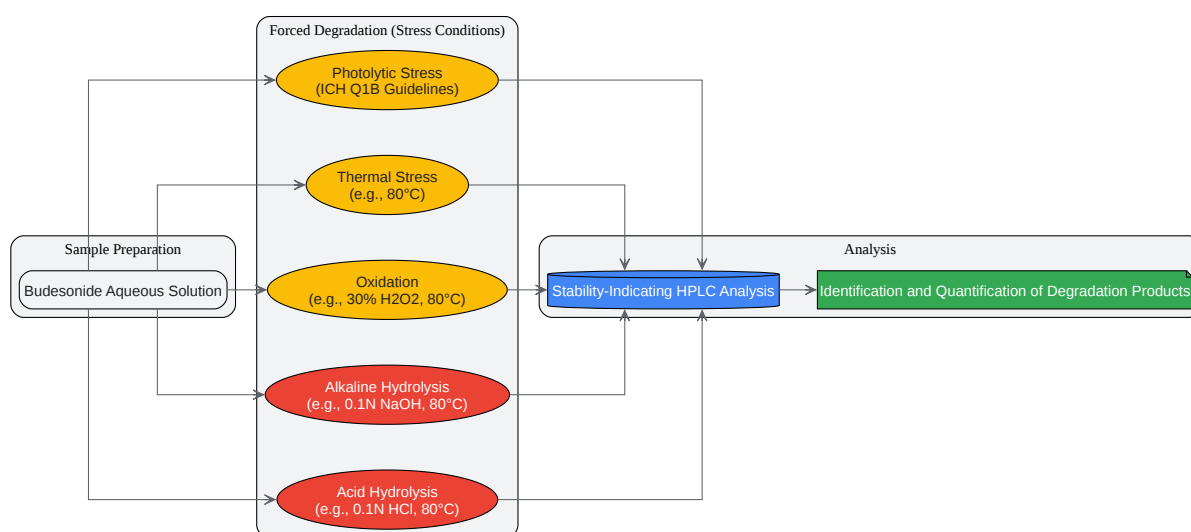 Forced Degradation (Stress Conditions)
Photolytic Stress
(ICH Q1B Guidelines)
Thermal Stress
(e.g., 80°C)
Sample Preparation
Budesonide Aqueous Solution
Oxidation
(e.g., 30% H2O2, 80°C)
Analysis
Stability-Indicating HPLC Analysis
Identification and Quantification of Degradation Products
Alkaline Hydrolysis
(e.g., 0.1N NaOH, 80°C)
Acid Hydrolysis
(e.g., 0.1N HCl, 80°C)